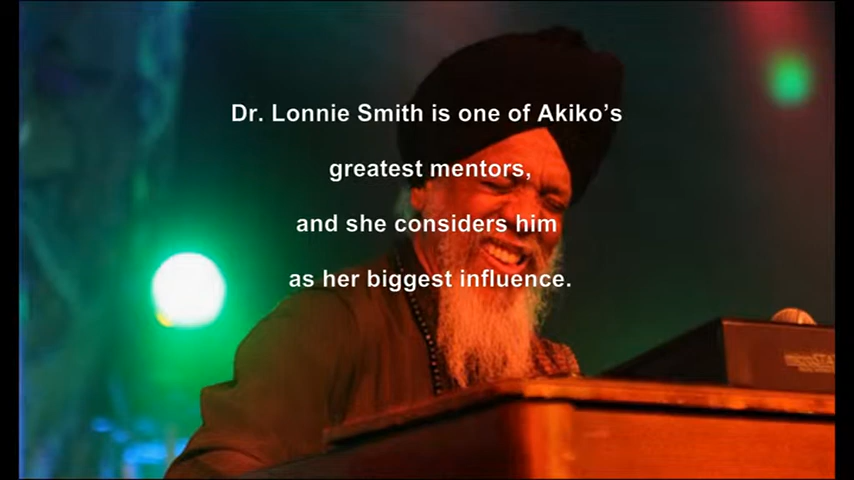 Dr. Lonnie Smith is one of Akiko’s
greatest mentors,
and she considers him
as her biggest influence.